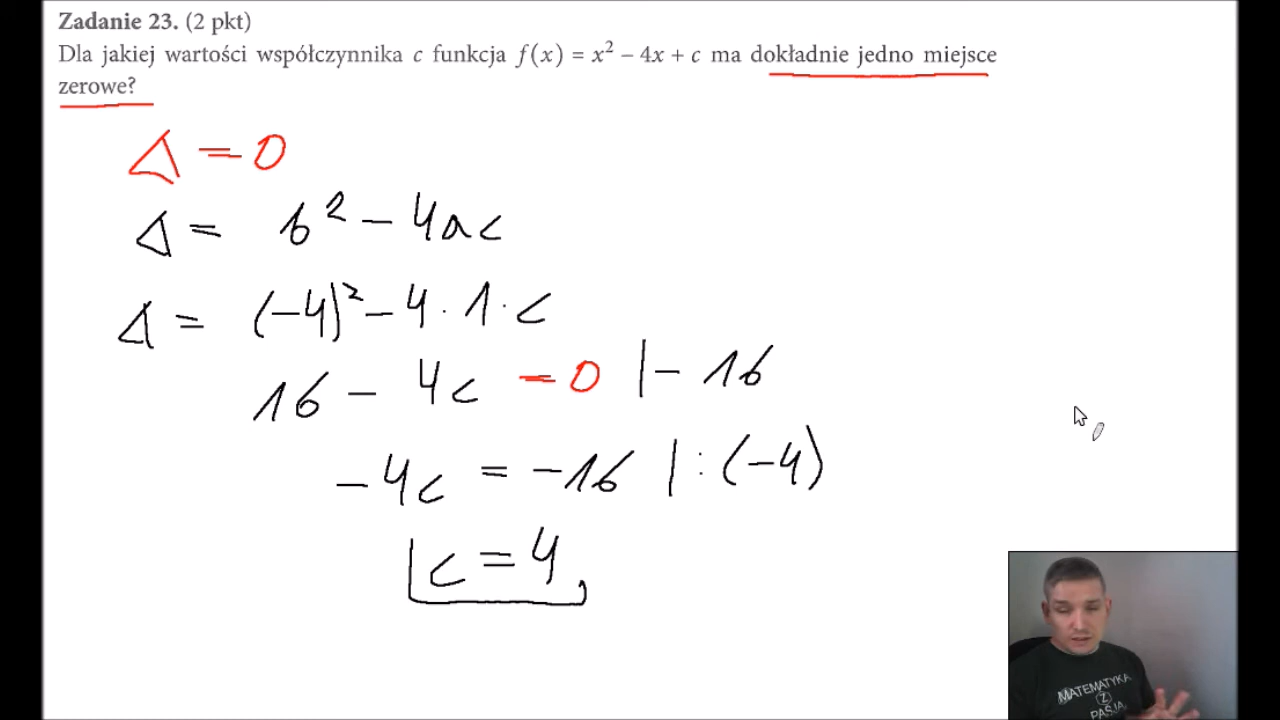 Zadanie 23. (2 pkt)
Dla jakiej wartości współczynnika c funkcja f(x) = x² − 4x + c ma dokładnie jedno miejsce
zerowe?
Δ = 0
Δ = b² − 4ac
Δ = (−4)² − 4 · 1 · c
16 − 4c = 0 | − 16
−4c = −16 | : (−4)
c = 4
MATEMATYKA
Z
PASJĄ